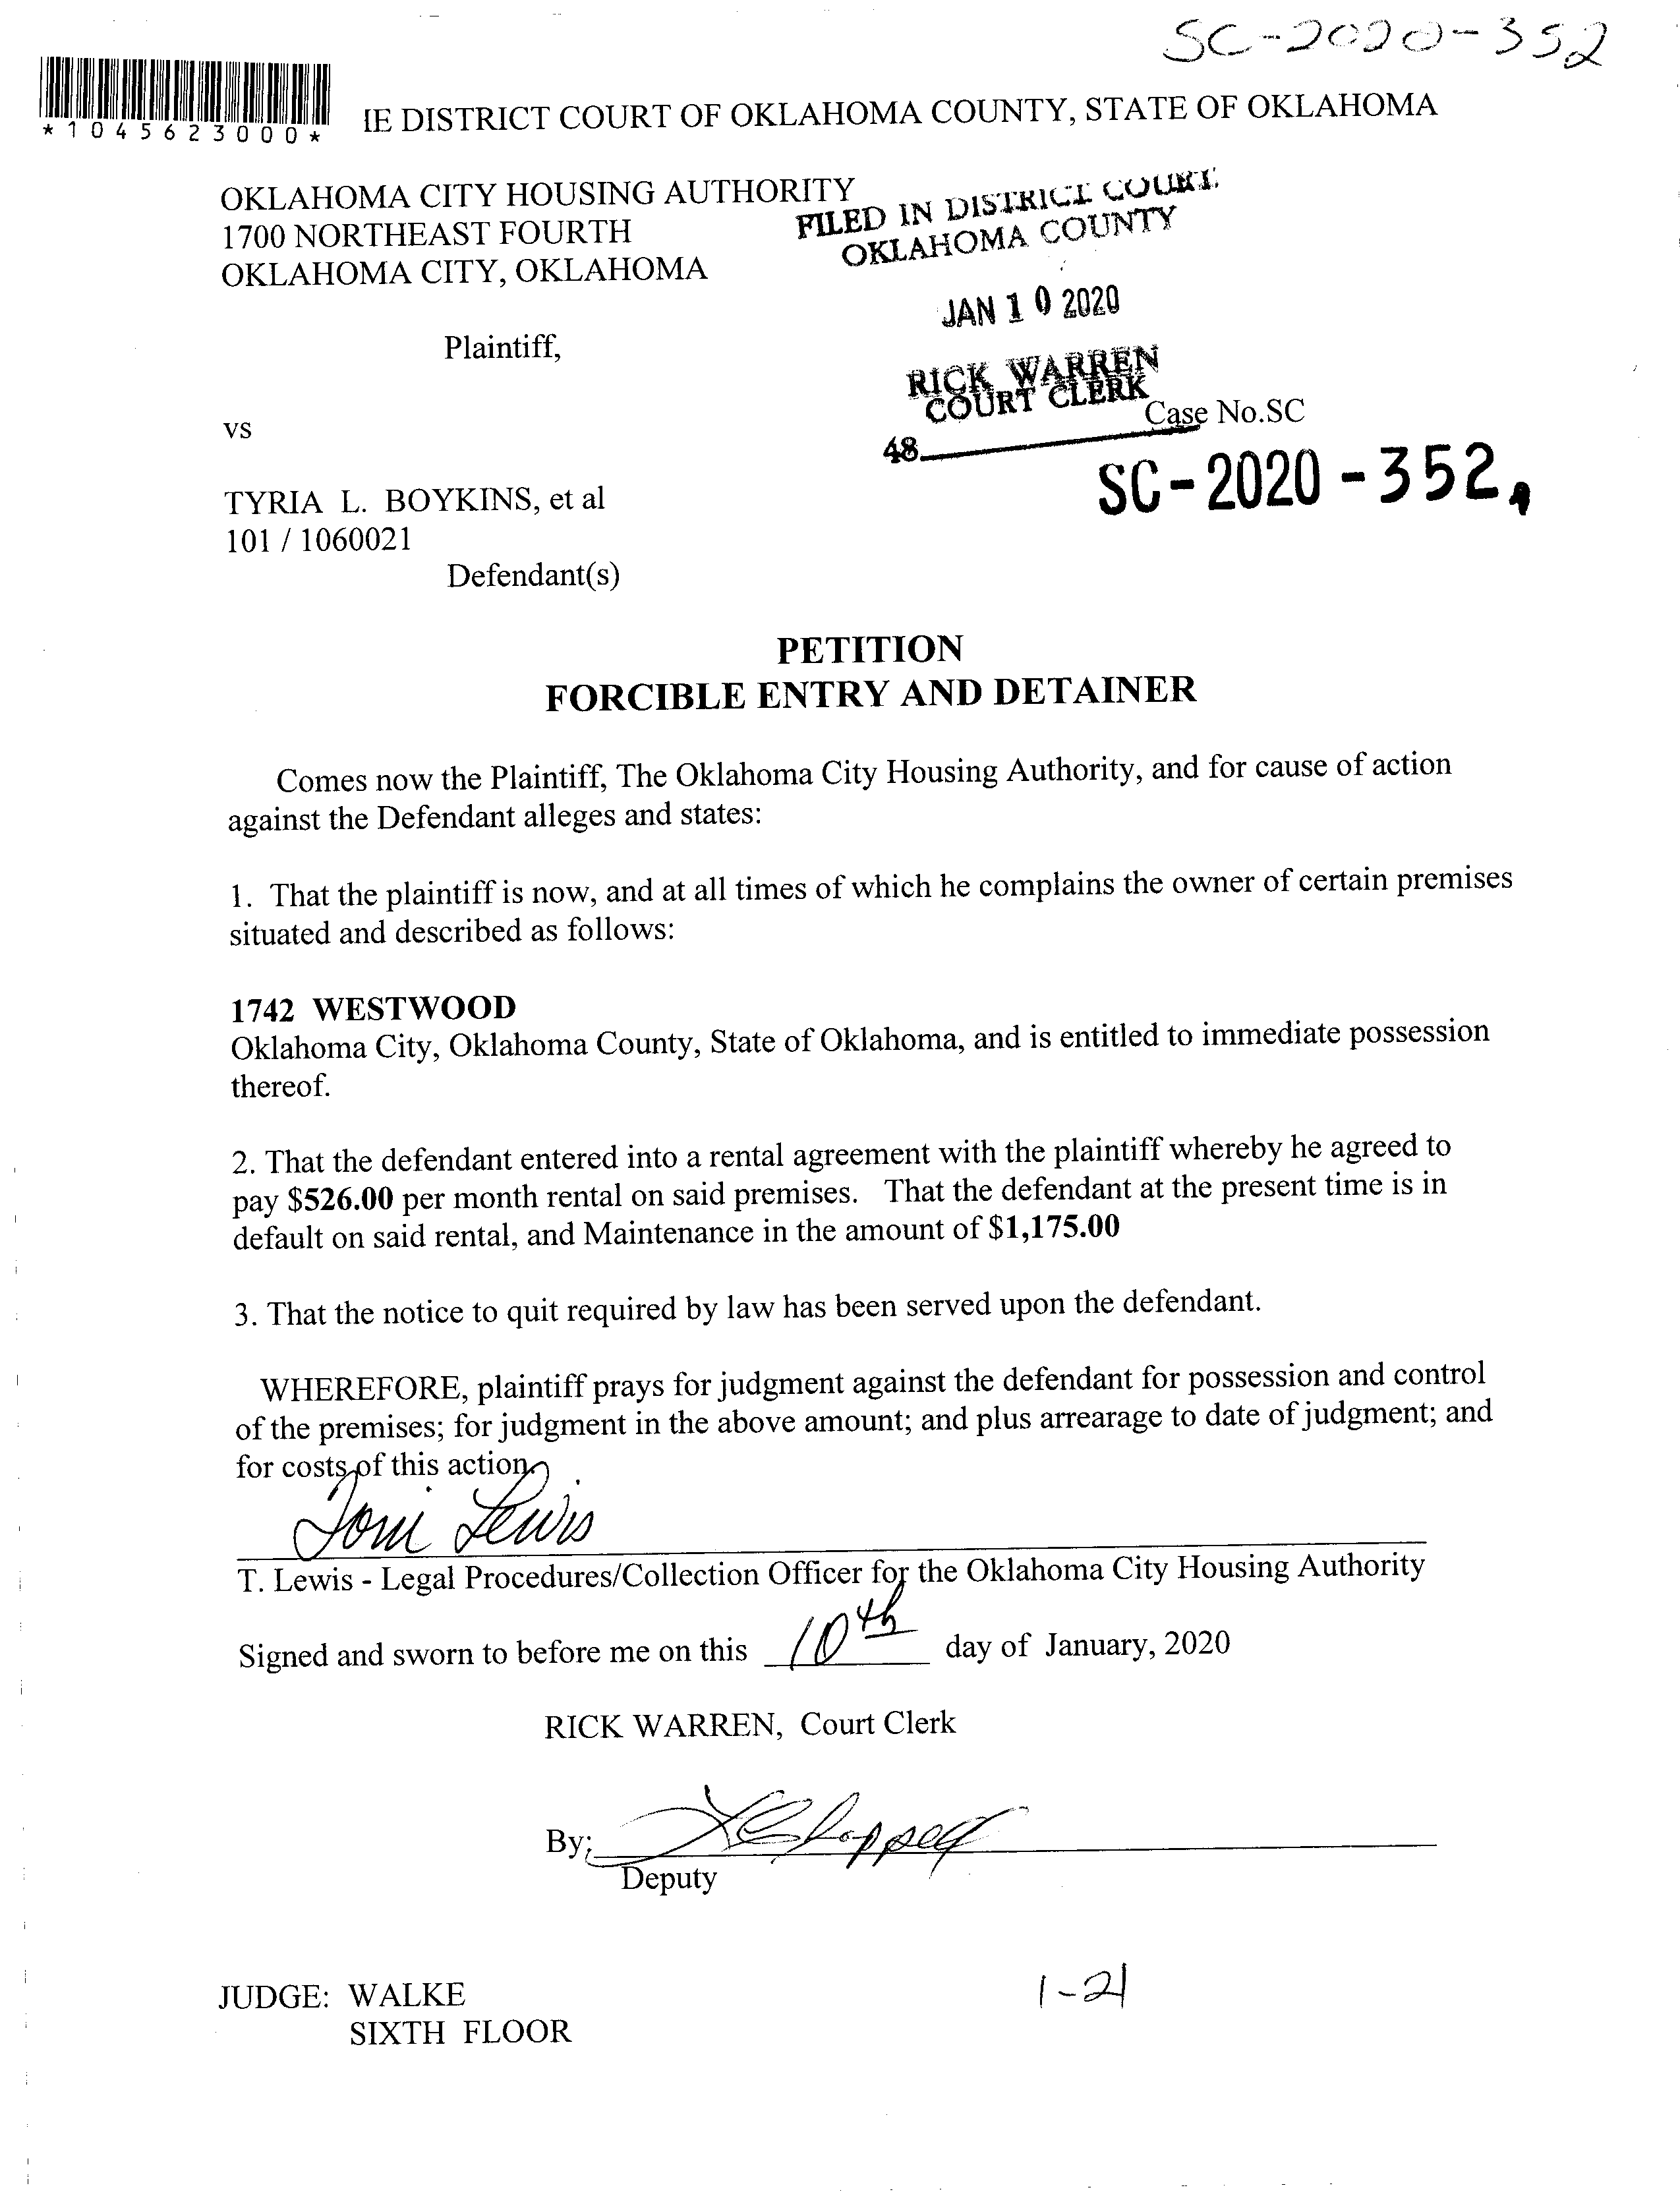 SC-2020-352
*1045623000*
IE DISTRICT COURT OF OKLAHOMA COUNTY, STATE OF OKLAHOMA
OKLAHOMA CITY HOUSING AUTHORITY
1700 NORTHEAST FOURTH
OKLAHOMA CITY, OKLAHOMA
FILED IN DISTRICT COURT
OKLAHOMA COUNTY
JAN 10 2020
Plaintiff,
RICK WARREN
COURT CLERK
Case No.SC
vs
48
SC-2020-352
TYRIA L. BOYKINS, et al
101 / 1060021
Defendant(s)
PETITION
FORCIBLE ENTRY AND DETAINER
Comes now the Plaintiff, The Oklahoma City Housing Authority, and for cause of action
against the Defendant alleges and states:
1. That the plaintiff is now, and at all times of which he complains the owner of certain premises
situated and described as follows:
1742 WESTWOOD
Oklahoma City, Oklahoma County, State of Oklahoma, and is entitled to immediate possession
thereof.
2. That the defendant entered into a rental agreement with the plaintiff whereby he agreed to
pay $526.00 per month rental on said premises. That the defendant at the present time is in
default on said rental, and Maintenance in the amount of $1,175.00
3. That the notice to quit required by law has been served upon the defendant.
WHEREFORE, plaintiff prays for judgment against the defendant for possession and control
of the premises; for judgment in the above amount; and plus arrearage to date of judgment; and
for costs of this action.
Toni Lewis
T. Lewis - Legal Procedures/Collection Officer for the Oklahoma City Housing Authority
Signed and sworn to before me on this 10th day of January, 2020
RICK WARREN, Court Clerk
By:
Deputy
JUDGE: WALKE
SIXTH FLOOR
1-21